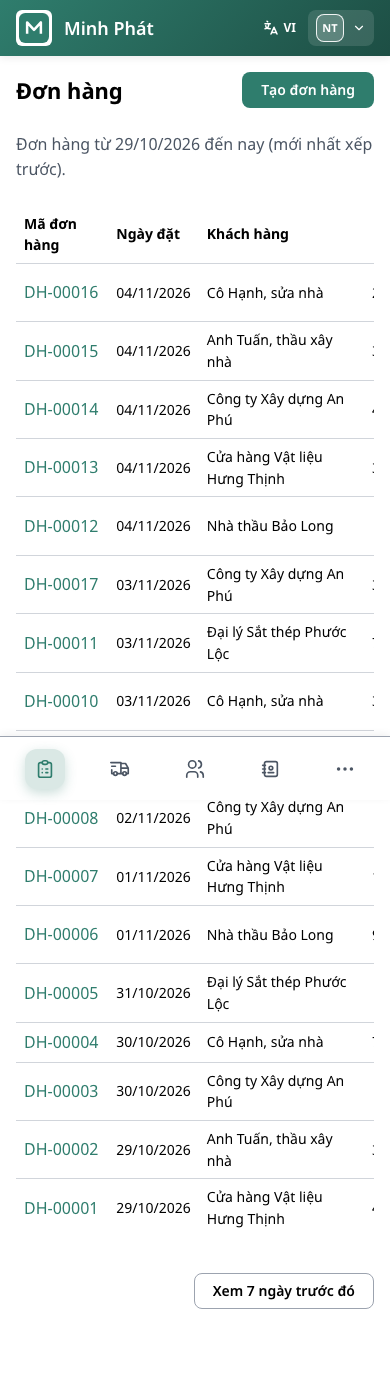 Minh Phát
VI
NT
Đơn hàng
Tạo đơn hàng
Đơn hàng từ 29/10/2026 đến nay (mới nhất xếp
trước).
Mã đơn
hàng
Ngày đặt
Khách hàng
DH-00016
04/11/2026
Cô Hạnh, sửa nhà
DH-00015
04/11/2026
Anh Tuấn, thầu xây
nhà
DH-00014
04/11/2026
Công ty Xây dựng An
Phú
DH-00013
04/11/2026
Cửa hàng Vật liệu
Hưng Thịnh
DH-00012
04/11/2026
Nhà thầu Bảo Long
DH-00017
03/11/2026
Công ty Xây dựng An
Phú
DH-00011
03/11/2026
Đại lý Sắt thép Phước
Lộc
DH-00010
03/11/2026
Cô Hạnh, sửa nhà
DH-00008
02/11/2026
Công ty Xây dựng An
Phú
DH-00007
01/11/2026
Cửa hàng Vật liệu
Hưng Thịnh
DH-00006
01/11/2026
Nhà thầu Bảo Long
DH-00005
31/10/2026
Đại lý Sắt thép Phước
Lộc
DH-00004
30/10/2026
Cô Hạnh, sửa nhà
DH-00003
30/10/2026
Công ty Xây dựng An
Phú
DH-00002
29/10/2026
Anh Tuấn, thầu xây
nhà
DH-00001
29/10/2026
Cửa hàng Vật liệu
Hưng Thịnh
Xem 7 ngày trước đó